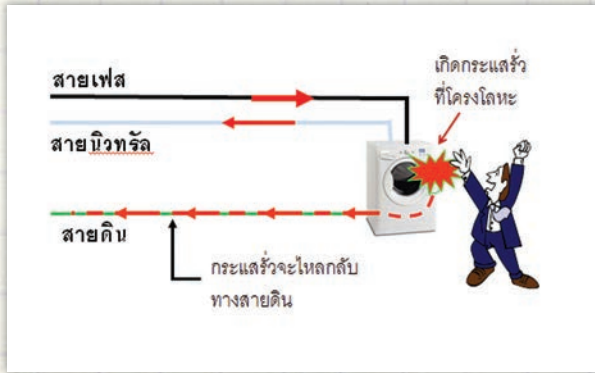 สายเฟส
เกิดกระแสรั่ว
ที่โครงโลหะ
สายนิวทรัล
สายดิน
กระแสรั่วจะไหลกลับ
ทางสายดิน